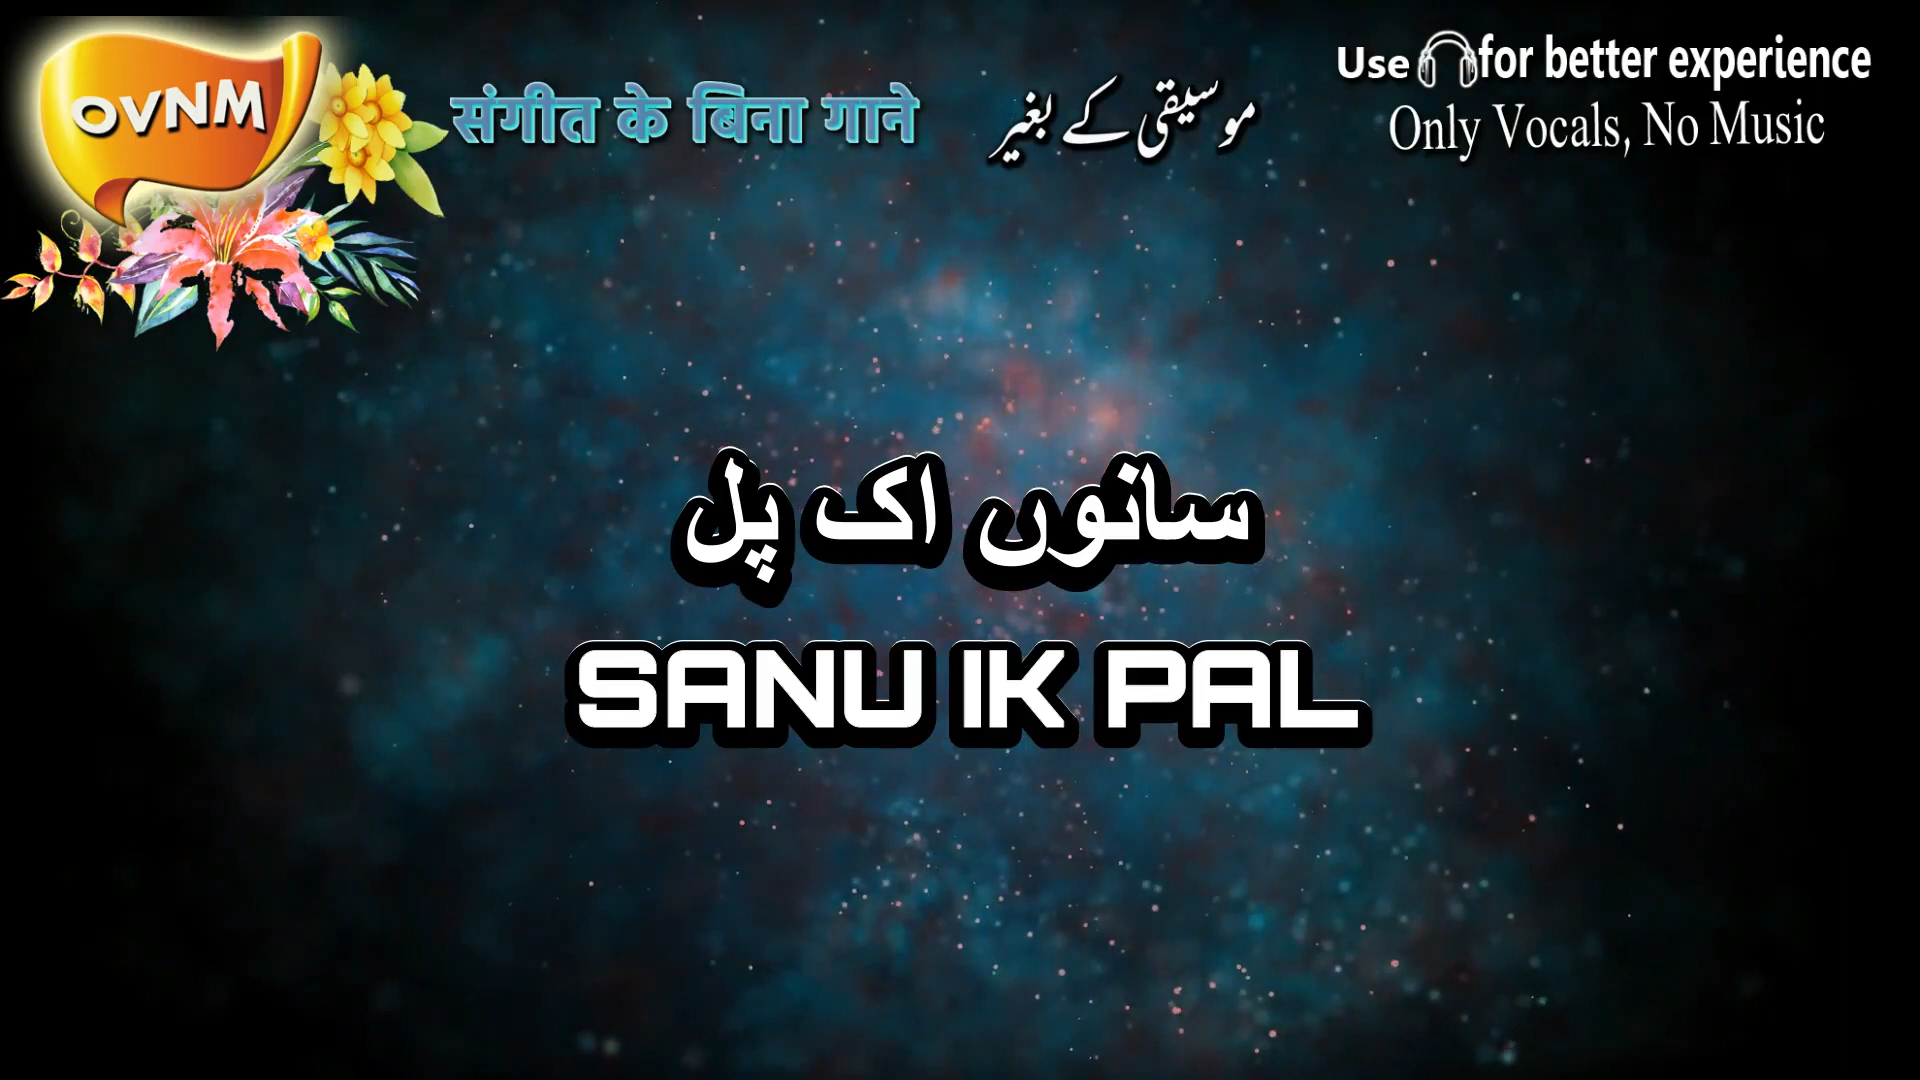 OVNM
संगीत के बिना गाने
موسیقی کے بغیر
Use for better experience
Only Vocals, No Music
سانوں اک پل
SANU IK PAL